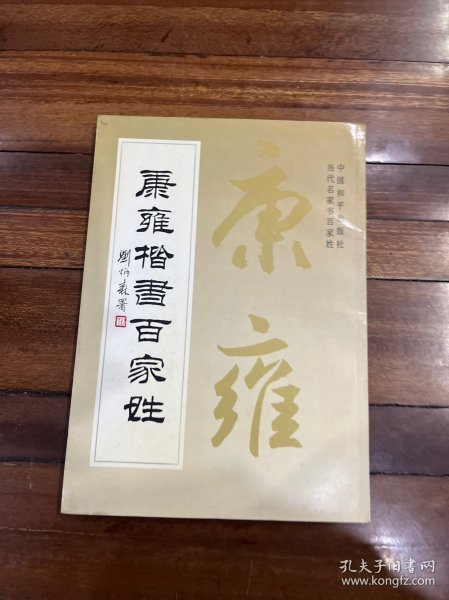 中国和平出版社
当代名家书百家姓
康雍
康雍楷书百家姓
刘炳森署
孔夫子旧书网
www.kongfz.com